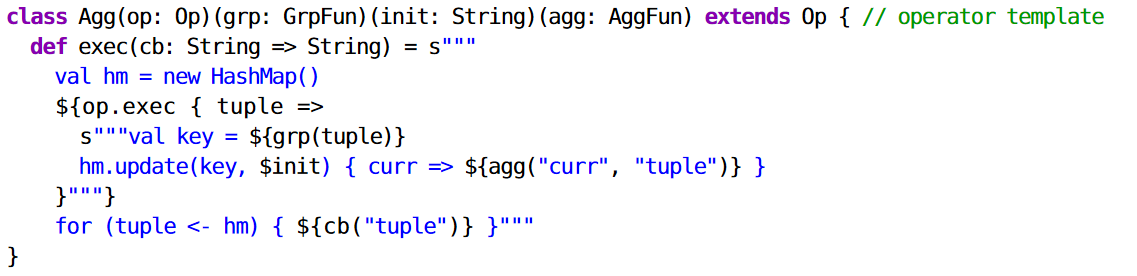 class Agg(op: Op)(grp: GrpFun)(init: String)(agg: AggFun) extends Op { // operator template
  def exec(cb: String => String) = s"""
    val hm = new HashMap()
    ${op.exec { tuple =>
      s"""val key = ${grp(tuple)}
      hm.update(key, $init) { curr => ${agg("curr", "tuple")} }
    }"""}
    for (tuple <- hm) { ${cb("tuple")} }"""
}